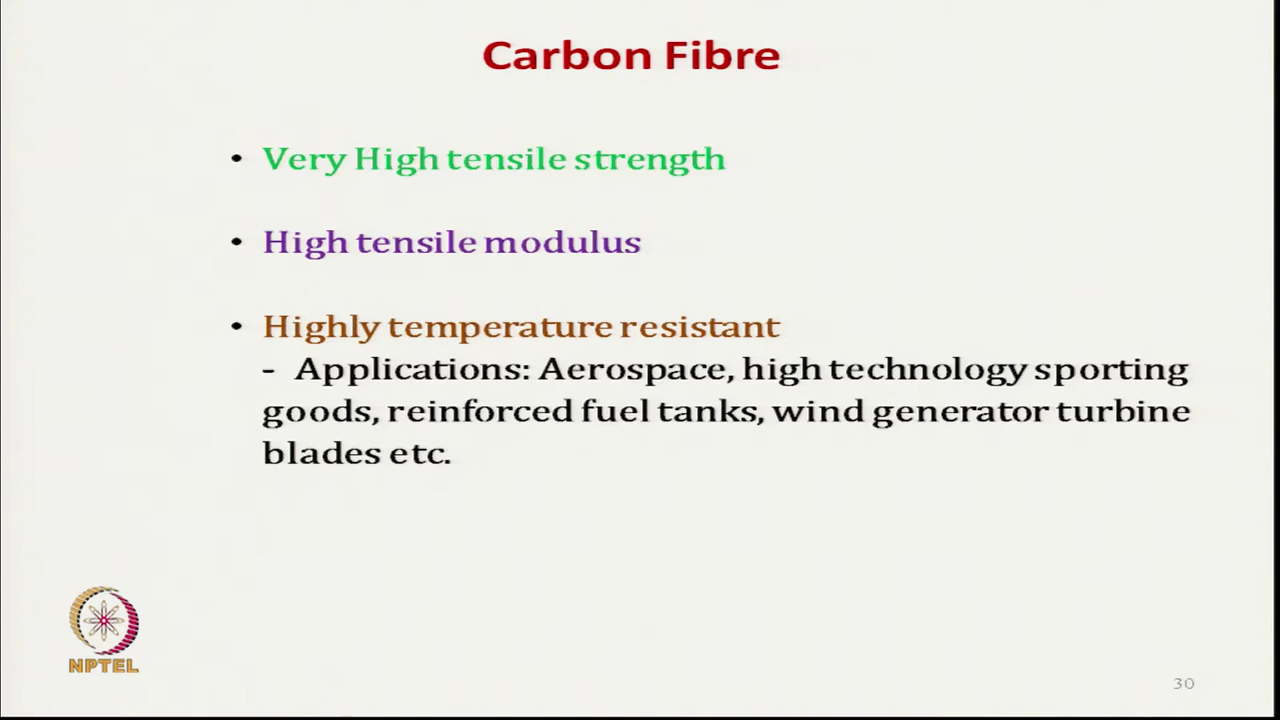 Carbon Fibre
• Very High tensile strength
• High tensile modulus
• Highly temperature resistant
- Applications: Aerospace, high technology sporting
goods, reinforced fuel tanks, wind generator turbine
blades etc.
NPTEL
30